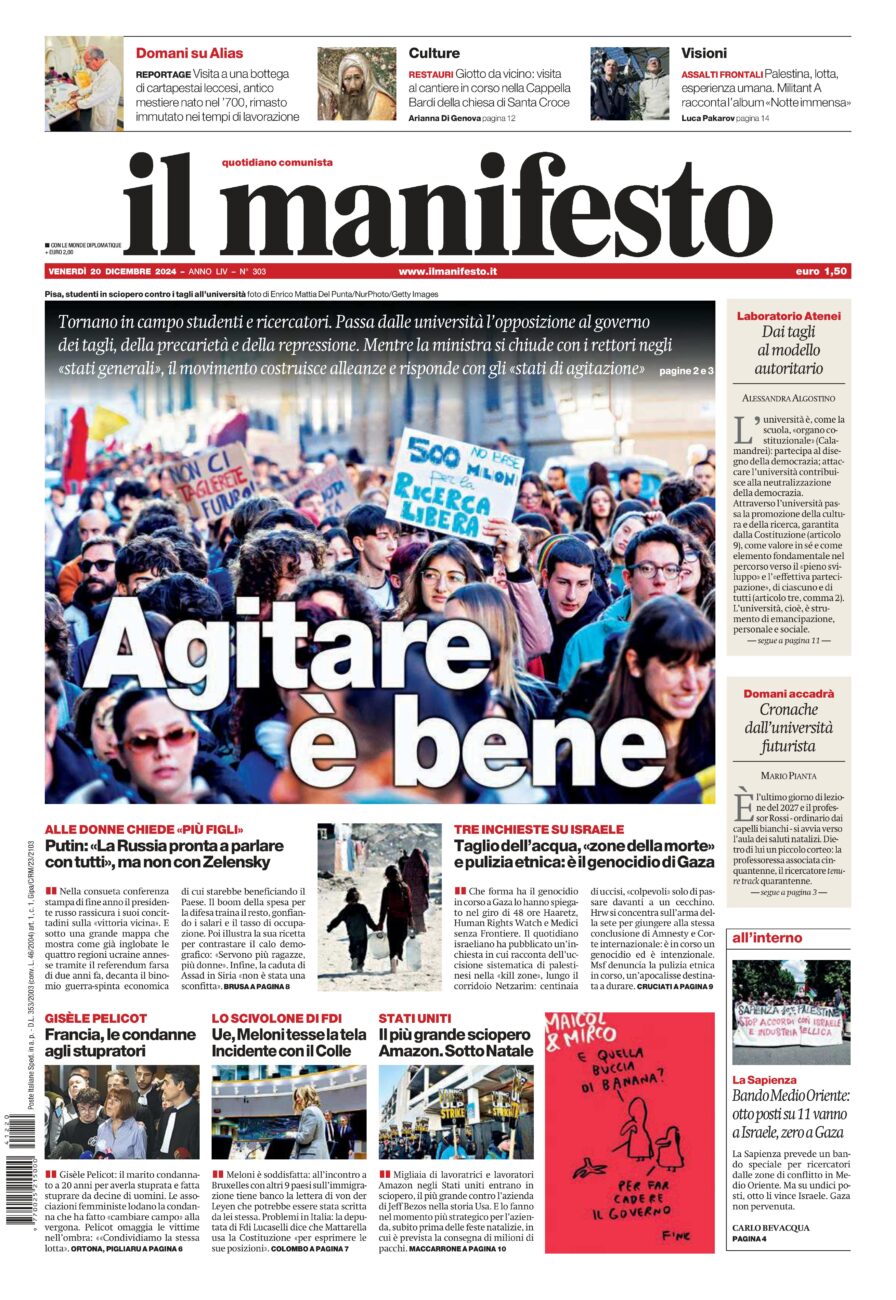 Domani su Alias
REPORTAGE Visita a una bottega
di cartapestai leccesi, antico
mestiere nato nel '700, rimasto
immutato nei tempi di lavorazione
Culture
RESTAURI Giotto da vicino: visita
al cantiere in corso nella Cappella
Bardi della chiesa di Santa Croce
Arianna Di Genova pagina 12
Visioni
ASSALTI FRONTALI Palestina, lotta,
esperienza umana. Militant A
racconta l'album «Notte immensa»
Luca Pakarov pagina 14
quotidiano comunista
il manifesto
■ CON LE MONDE DIPLOMATIQUE
+ EURO 2,00
VENERDÌ 20 DICEMBRE 2024 – ANNO LIV – N° 303
www.ilmanifesto.it
euro 1,50
Pisa, studenti in sciopero contro i tagli all'università foto di Enrico Mattia Del Punta/NurPhoto/Getty Images
Tornano in campo studenti e ricercatori. Passa dalle università l'opposizione al governo
dei tagli, della precarietà e della repressione. Mentre la ministra si chiude con i rettori negli
«stati generali», il movimento costruisce alleanze e risponde con gli «stati di agitazione» pagine 2 e 3
NON CI
TAGLIERETE
FUTURO
500 NO BASE
MILIONI
per la
RICERCA
LIBERA
Agitare
è bene
Laboratorio Atenei
Dai tagli
al modello
autoritario
ALESSANDRA ALGOSTINO
L'università è, come la
scuola, «organo co-
stituzionale» (Cala-
mandrei): partecipa al dise-
gno della democrazia; attac-
care l'università contribui-
sce alla neutralizzazione
della democrazia.
Attraverso l'università pas-
sa la promozione della cultu-
ra e della ricerca, garantita
dalla Costituzione (articolo
9), come valore in sé e come
elemento fondamentale nel
percorso verso il «pieno svi-
luppo» e l'«effettiva parteci-
pazione», di ciascuno e di
tutti (articolo tre, comma 2).
L'università, cioè, è stru-
mento di emancipazione,
personale e sociale.
— segue a pagina 11 —
Domani accadrà
Cronache
dall'università
futurista
MARIO PIANTA
È l'ultimo giorno di lezio-
ne del 2027 e il profes-
sor Rossi - ordinario dai
capelli bianchi - si avvia verso
l'aula dei saluti natalizi. Die-
tro di lui un piccolo corteo: la
professoressa associata cin-
quantenne, il ricercatore tenu-
re track quarantenne.
— segue a pagina 3 —
ALLE DONNE CHIEDE «PIÙ FIGLI»
Putin: «La Russia pronta a parlare
con tutti», ma non con Zelensky
Nella consueta conferenza
stampa di fine anno il presiden-
te russo rassicura i suoi concit-
tadini sulla «vittoria vicina». E
sotto una grande mappa che
mostra come già inglobate le
quattro regioni ucraine annes-
se tramite il referendum farsa
di due anni fa, decanta il bino-
mio guerra-spinta economica
di cui starebbe beneficiando il
Paese. Il boom della spesa per
la difesa traina il resto, gonfian-
do i salari e il tasso di occupa-
zione. Poi illustra la sua ricetta
per contrastare il calo demo-
grafico: «Servono più ragazze,
più donne». Infine, la caduta di
Assad in Siria «non è stata una
sconfitta». BRUSA A PAGINA 8
TRE INCHIESTE SU ISRAELE
Taglio dell'acqua, «zone della morte»
e pulizia etnica: è il genocidio di Gaza
Che forma ha il genocidio
in corso a Gaza lo hanno spiega-
to nel giro di 48 ore Haaretz,
Human Rights Watch e Medici
senza Frontiere. Il quotidiano
israeliano ha pubblicato un'in-
chiesta in cui racconta dell'uc-
cisione sistematica di palesti-
nesi nella «kill zone», lungo il
corridoio Netzarim: centinaia
di uccisi, «colpevoli» solo di pas-
sare davanti a un cecchino.
Hrw si concentra sull'arma del-
la sete per giungere alla stessa
conclusione di Amnesty e Cor-
te internazionale: è in corso un
genocidio ed è intenzionale.
Msf denuncia la pulizia etnica
in corso, un'apocalisse destina-
ta a durare. CRUCIATI A PAGINA 9
GISÈLE PELICOT
Francia, le condanne
agli stupratori
Gisèle Pelicot: il marito condanna-
to a 20 anni per averla stuprata e fatta
stuprare da decine di uomini. Le as-
sociazioni femministe lodano la condan-
na che ha fatto «cambiare campo» alla
vergona. Pelicot omaggia le vittime
nell'ombra: ««Condividiamo la stessa
lotta». ORTONA, PIGLIARU A PAGINA 6
LO SCIVOLONE DI FDI
Ue, Meloni tesse la tela
Incidente con il Colle
Meloni è soddisfatta: all'incontro a
Bruxelles con altri 9 paesi sull'immigra-
zione tiene banco la lettera di von der
Leyen che potrebbe essere stata scritta
da lei stessa. Problemi in Italia: la depu-
tata di Fdi Lucaselli dice che Mattarella
usa la Costituzione «per esprimere le
sue posizioni». COLOMBO A PAGINA 7
STATI UNITI
Il più grande sciopero
Amazon. Sotto Natale
ULP
STRIKE
Migliaia di lavoratrici e lavoratori
Amazon negli Stati uniti entrano in
sciopero, il più grande contro l'azienda
di Jeff Bezos nella storia Usa. E lo fanno
nel momento più strategico per l'azien-
da, subito prima delle feste natalizie, in
cui è prevista la consegna di milioni di
pacchi. MACCARRONE A PAGINA 10
MAICOL
& MIRCO
E QUELLA
BUCCIA
DI BANANA?
PER FAR
CADERE
IL GOVERNO
FINE
all'interno
SAPIENZA PALESTINE
STOP ACCORDI CON ISRAELE
E INDUSTRIA BELLICA
La Sapienza
Bando Medio Oriente:
otto posti su 11 vanno
a Israele, zero a Gaza
La Sapienza prevede un ban-
do speciale per ricercatori
dalle zone di conflitto in Me-
dio Oriente. Ma su undici po-
sti, otto li vince Israele. Gaza
non pervenuta.
CARLO BEVACQUA
PAGINA 4
Poste Italiane Sped. in a. p. - D.L. 353/2003 (conv. L. 46/2004) art. 1, c. 1, Gipa/C/RM/23/2103
41220
9 770025 215000